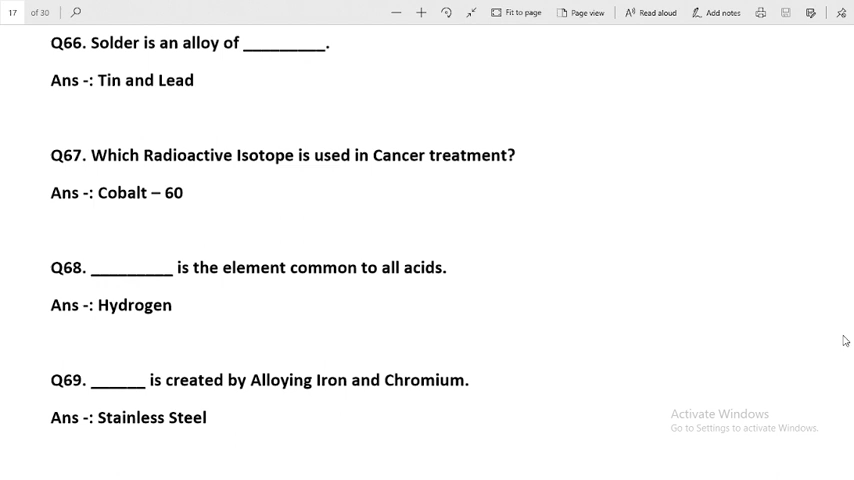 17 of 30 Fit to page Page view Read aloud Add notes
Q66. Solder is an alloy of _________.
Ans -: Tin and Lead
Q67. Which Radioactive Isotope is used in Cancer treatment?
Ans -: Cobalt – 60
Q68. _________ is the element common to all acids.
Ans -: Hydrogen
Q69. ______ is created by Alloying Iron and Chromium.
Ans -: Stainless Steel
Activate Windows
Go to Settings to activate Windows.